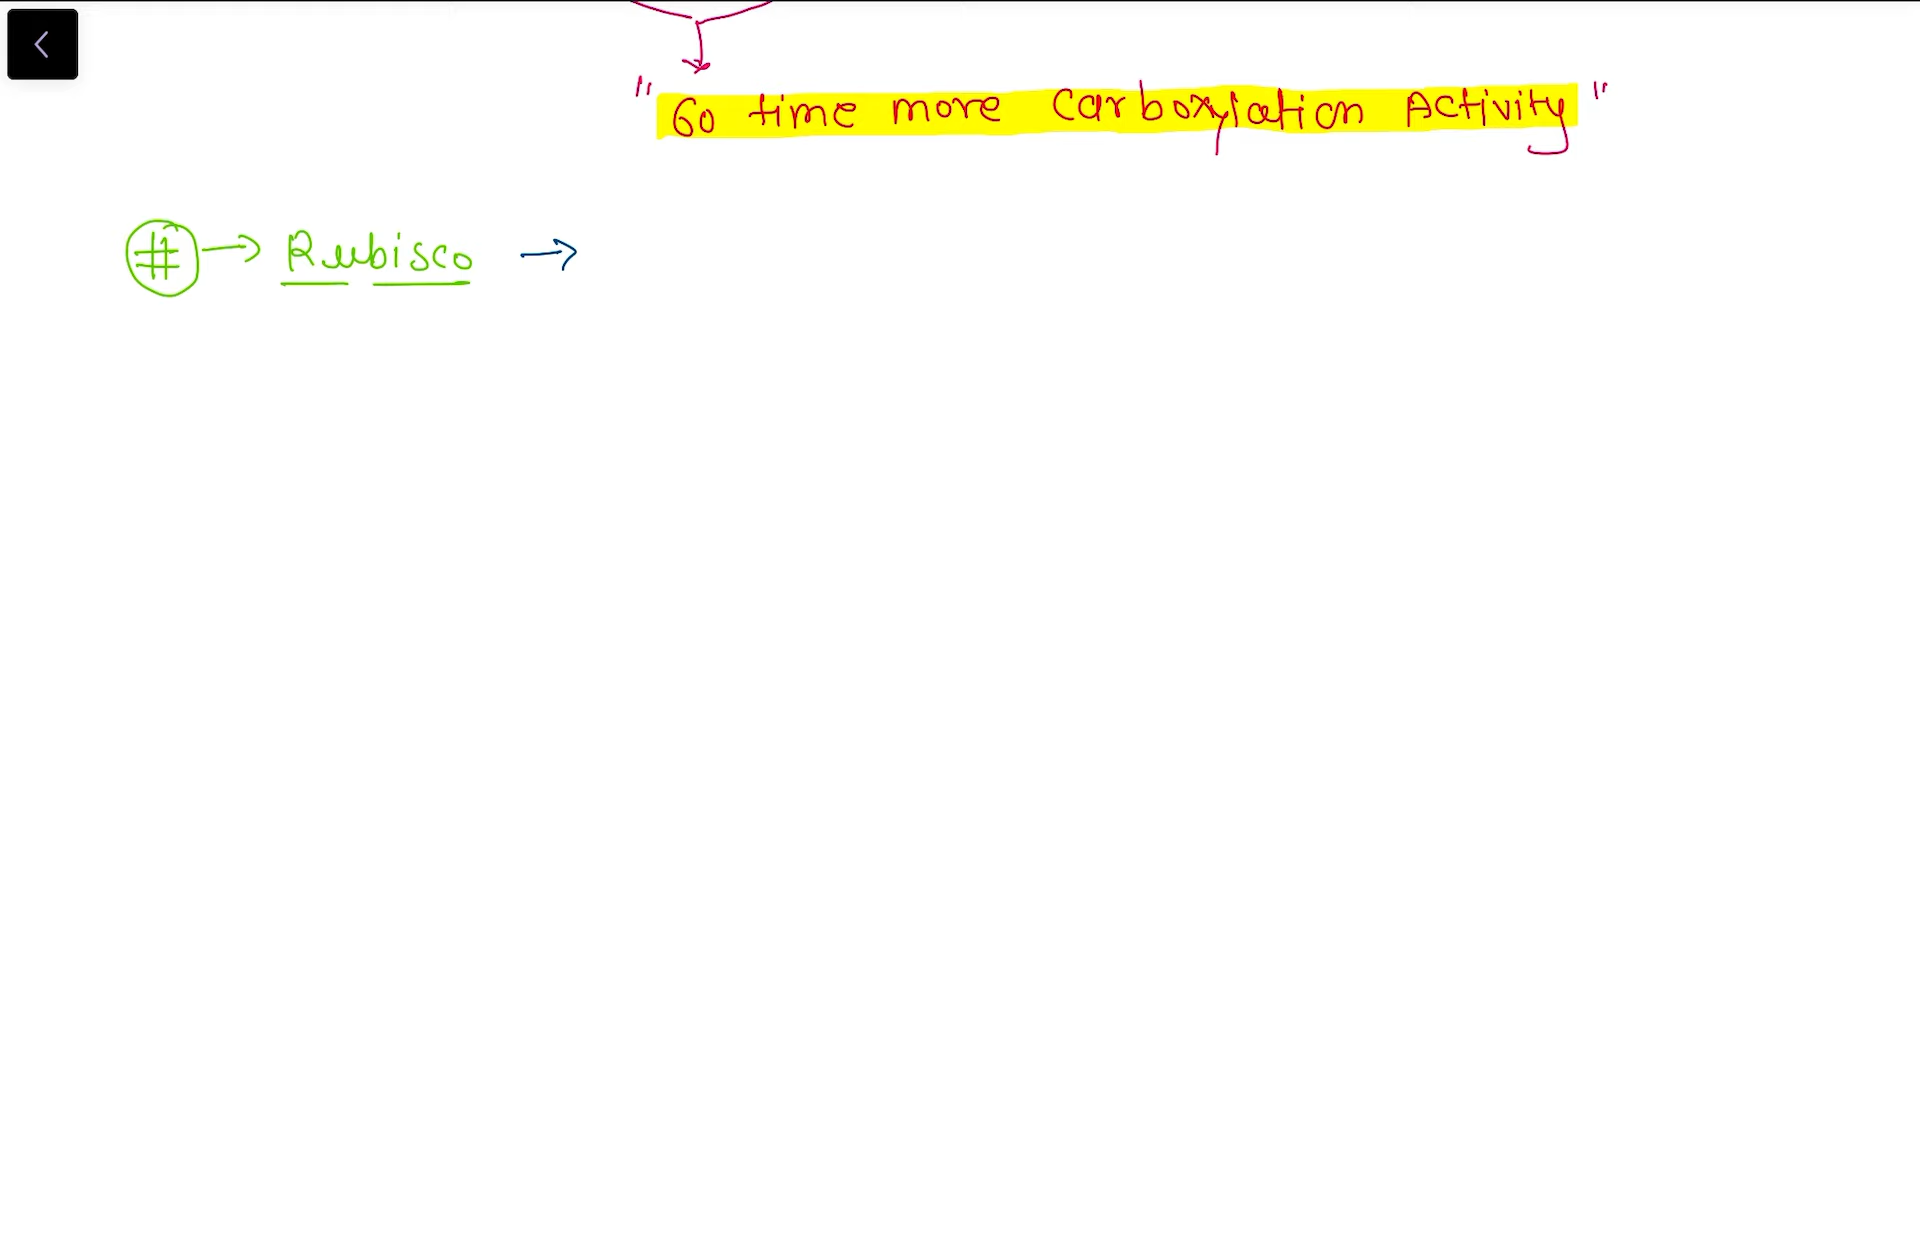 " 60 time more Carboxylation Activity "
# → Rubisco →